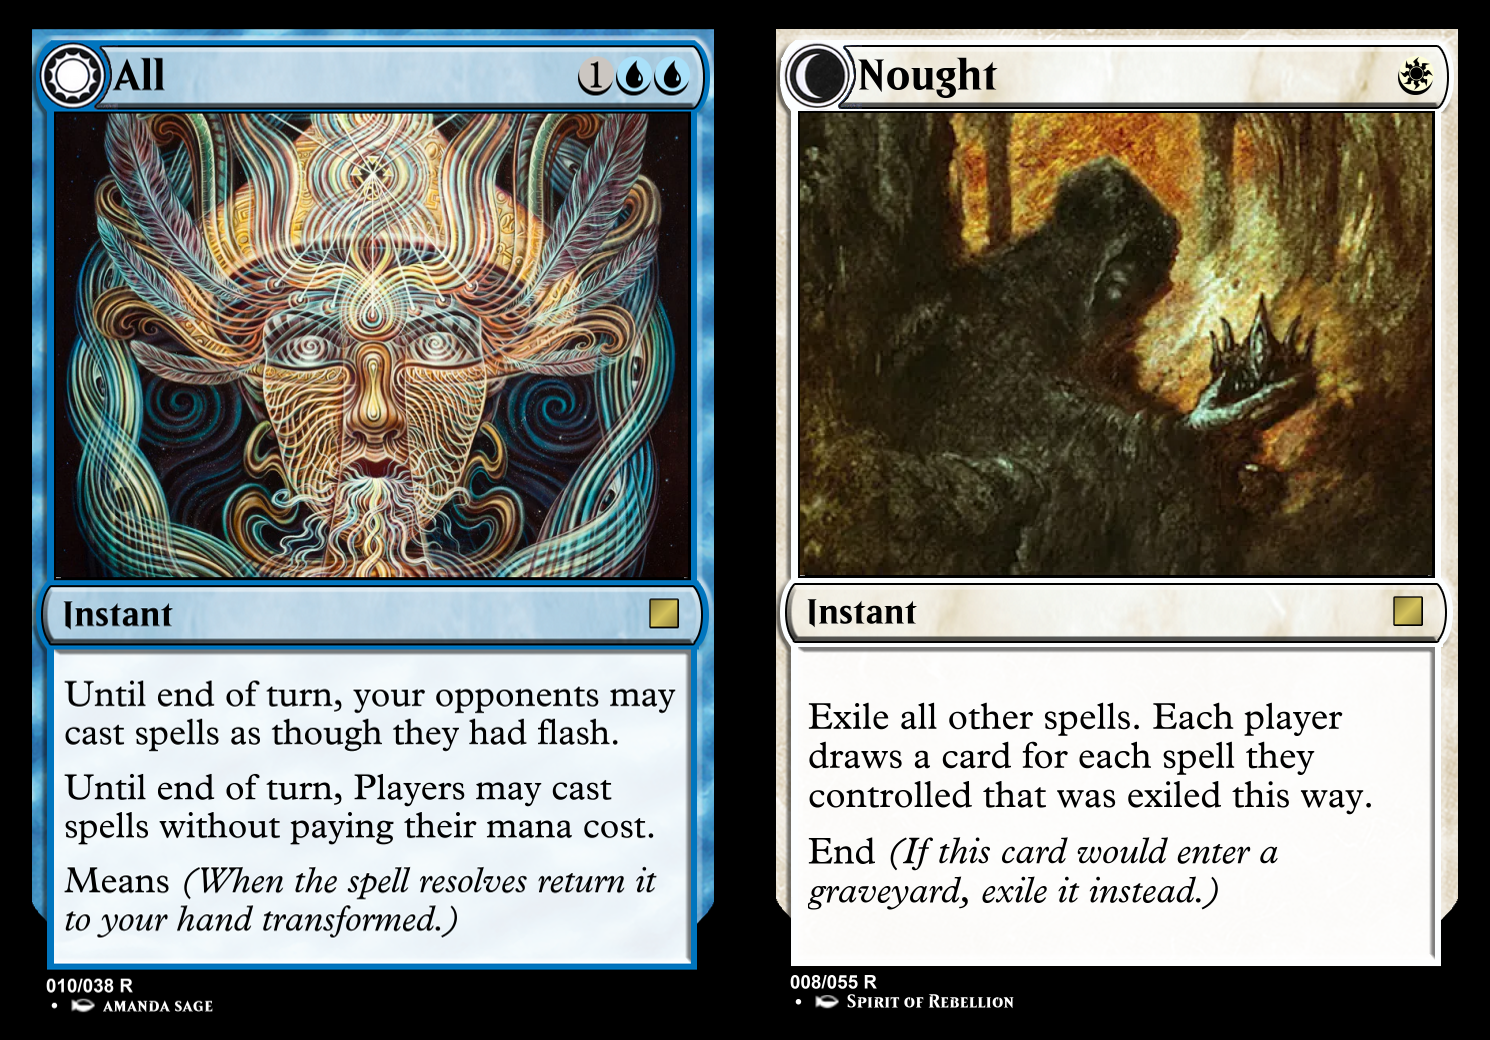 All
1
Instant
Until end of turn, your opponents may
cast spells as though they had flash.
Until end of turn, Players may cast
spells without paying their mana cost.
Means (When the spell resolves return it
to your hand transformed.)
010/038 R
• AMANDA SAGE
Nought
Instant
Exile all other spells. Each player
draws a card for each spell they
controlled that was exiled this way.
End (If this card would enter a
graveyard, exile it instead.)
008/055 R
• Spirit of Rebellion